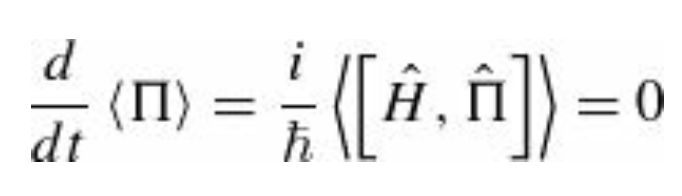 d/dt ⟨Π⟩ = i/ħ ⟨[Ĥ, Π̂]⟩ = 0